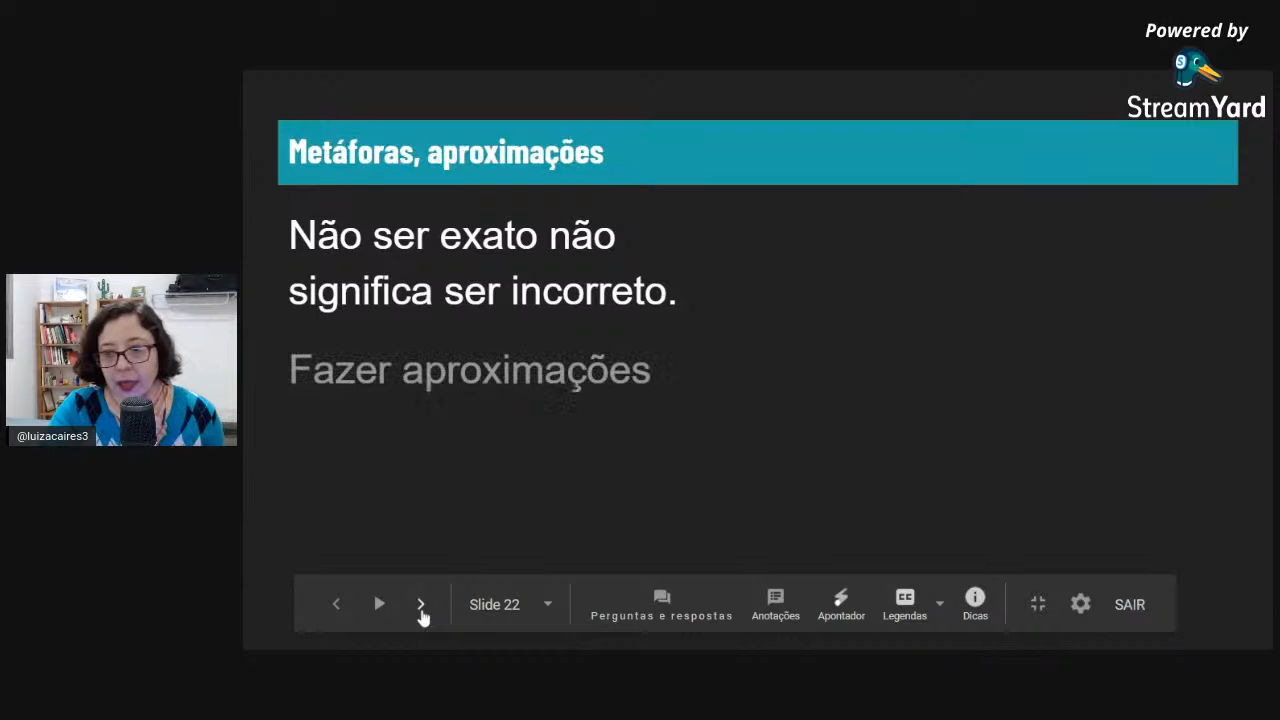 Powered by
StreamYard
Metáforas, aproximações
Não ser exato não
significa ser incorreto.
Fazer aproximações
@luizacaires3
Slide 22
Perguntas e respostas
Anotações
Apontador
CC
Legendas
Dicas
SAIR